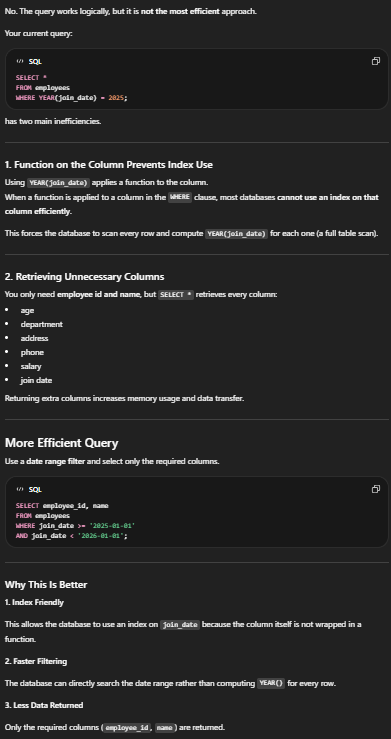 No. The query works logically, but it is not the most efficient approach.
Your current query:
</> SQL
SELECT *
FROM employees
WHERE YEAR(join_date) = 2025;
has two main inefficiencies.
1. Function on the Column Prevents Index Use
Using YEAR(join_date) applies a function to the column.
When a function is applied to a column in the WHERE clause, most databases cannot use an index on that
column efficiently.
This forces the database to scan every row and compute YEAR(join_date) for each one (a full table scan).
2. Retrieving Unnecessary Columns
You only need employee id and name, but SELECT * retrieves every column:
• age
• department
• address
• phone
• salary
• join date
Returning extra columns increases memory usage and data transfer.
More Efficient Query
Use a date range filter and select only the required columns.
</> SQL
SELECT employee_id, name
FROM employees
WHERE join_date >= '2025-01-01'
AND join_date < '2026-01-01';
Why This Is Better
1. Index Friendly
This allows the database to use an index on join_date because the column itself is not wrapped in a
function.
2. Faster Filtering
The database can directly search the date range rather than computing YEAR() for every row.
3. Less Data Returned
Only the required columns (employee_id, name) are returned.